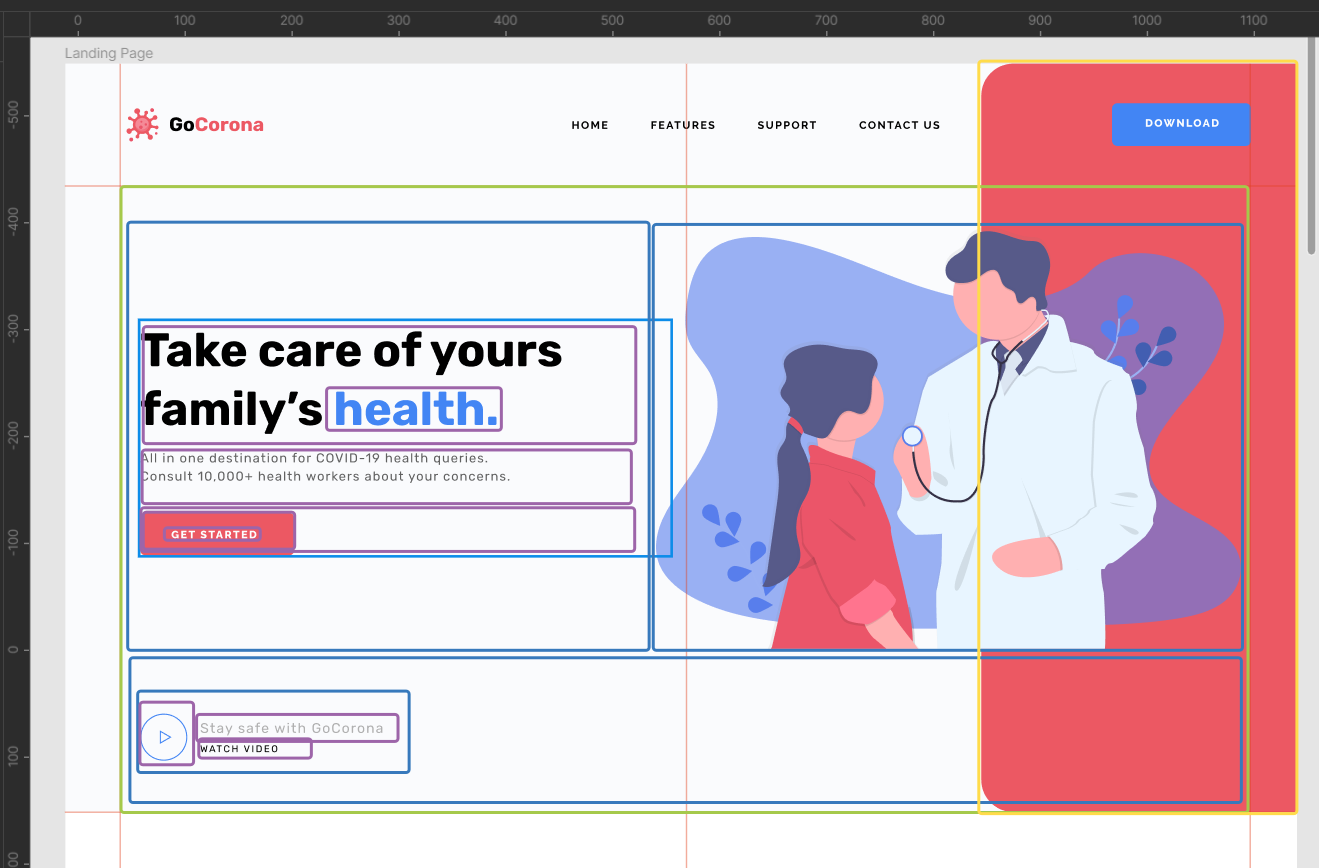 0 100 200 300 400 500 600 700 800 900 1000 1100
Landing Page
-500
-400
-300
-200
-100
0
100
GoCorona
HOME FEATURES SUPPORT CONTACT US
DOWNLOAD
Take care of yours
family’s health.
All in one destination for COVID-19 health queries.
Consult 10,000+ health workers about your concerns.
GET STARTED
Stay safe with GoCorona
WATCH VIDEO